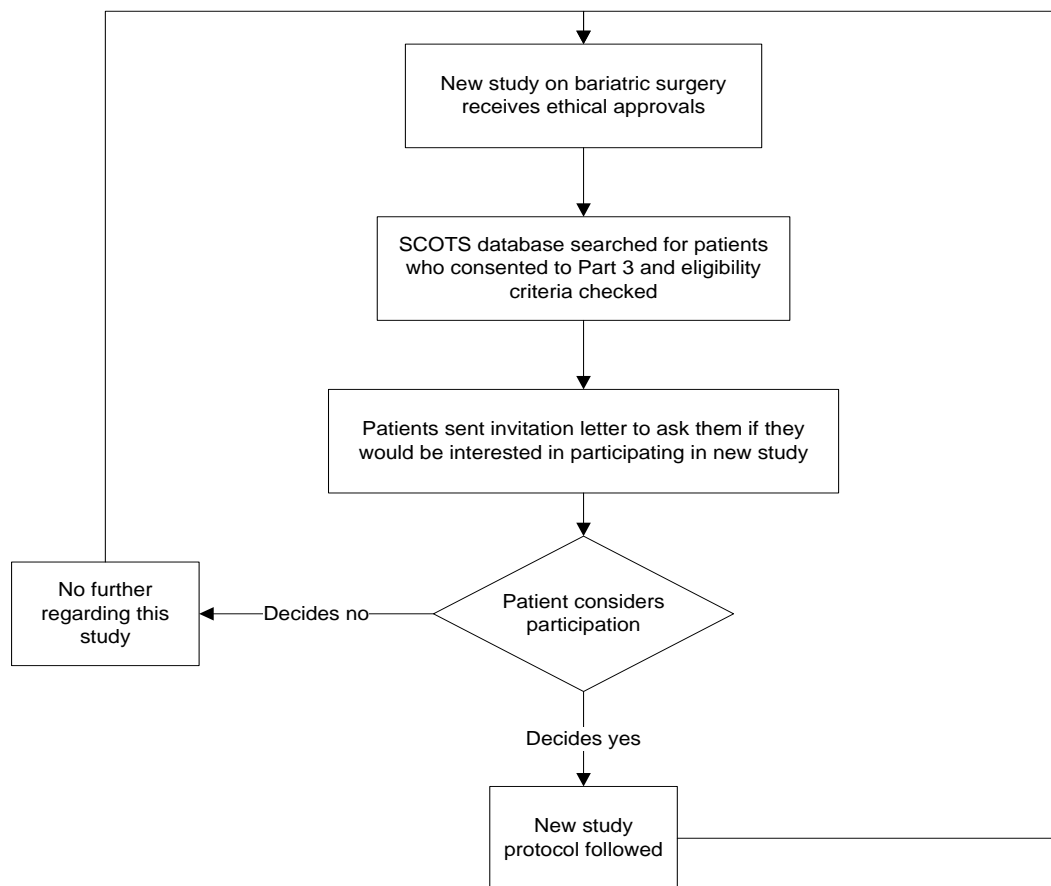 New study on bariatric surgery
receives ethical approvals
SCOTS database searched for patients
who consented to Part 3 and eligibility
criteria checked
Patients sent invitation letter to ask them if they
would be interested in participating in new study
Patient considers
participation
Decides no
No further
regarding this
study
Decides yes
New study
protocol followed